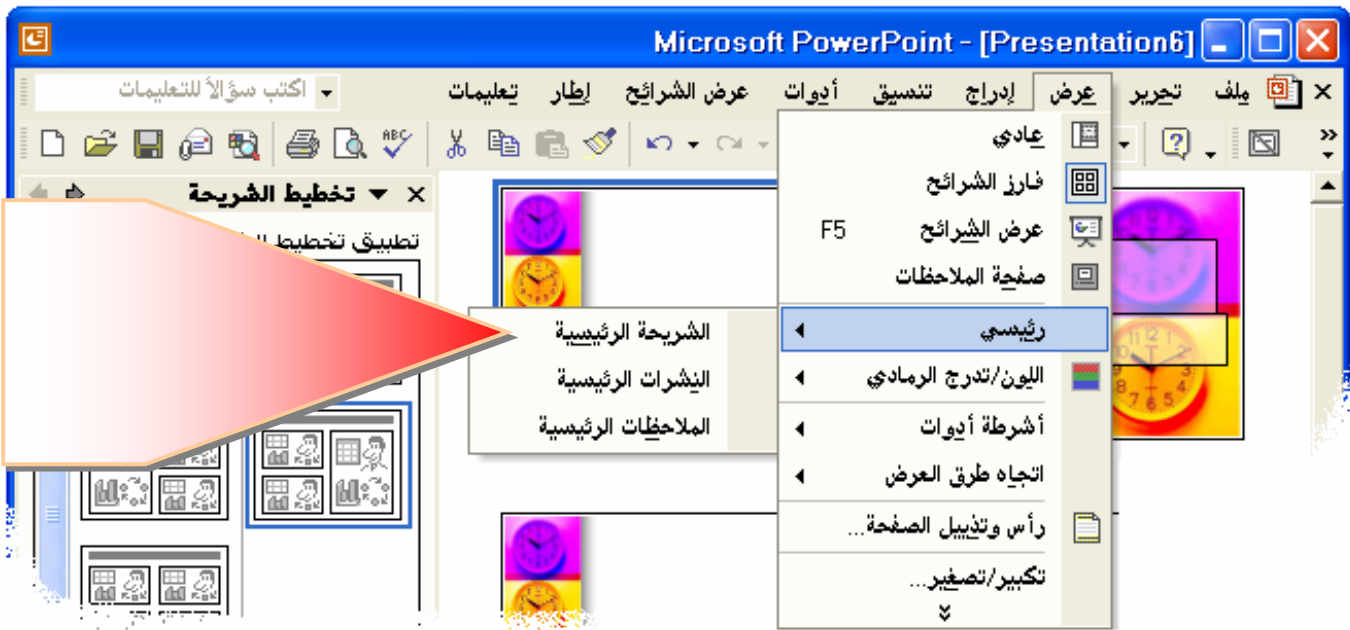 Microsoft PowerPoint - [Presentation6]
ملف تحرير عرض إدراج تنسيق أدوات عرض الشرائح إطار تعليمات اكتب سؤالاً للتعليمات
ABC
تخطيط الشريحة
تطبيق تخطيط
عادي
فارز الشرائح
عرض الشرائح F5
صفحة الملاحظات
رئيسي
اللون/تدرج الرمادي
أشرطة أدوات
اتجاه طرق العرض
رأس وتذييل الصفحة...
تكبير/تصغير...
الشريحة الرئيسية
النشرات الرئيسية
الملاحظات الرئيسية